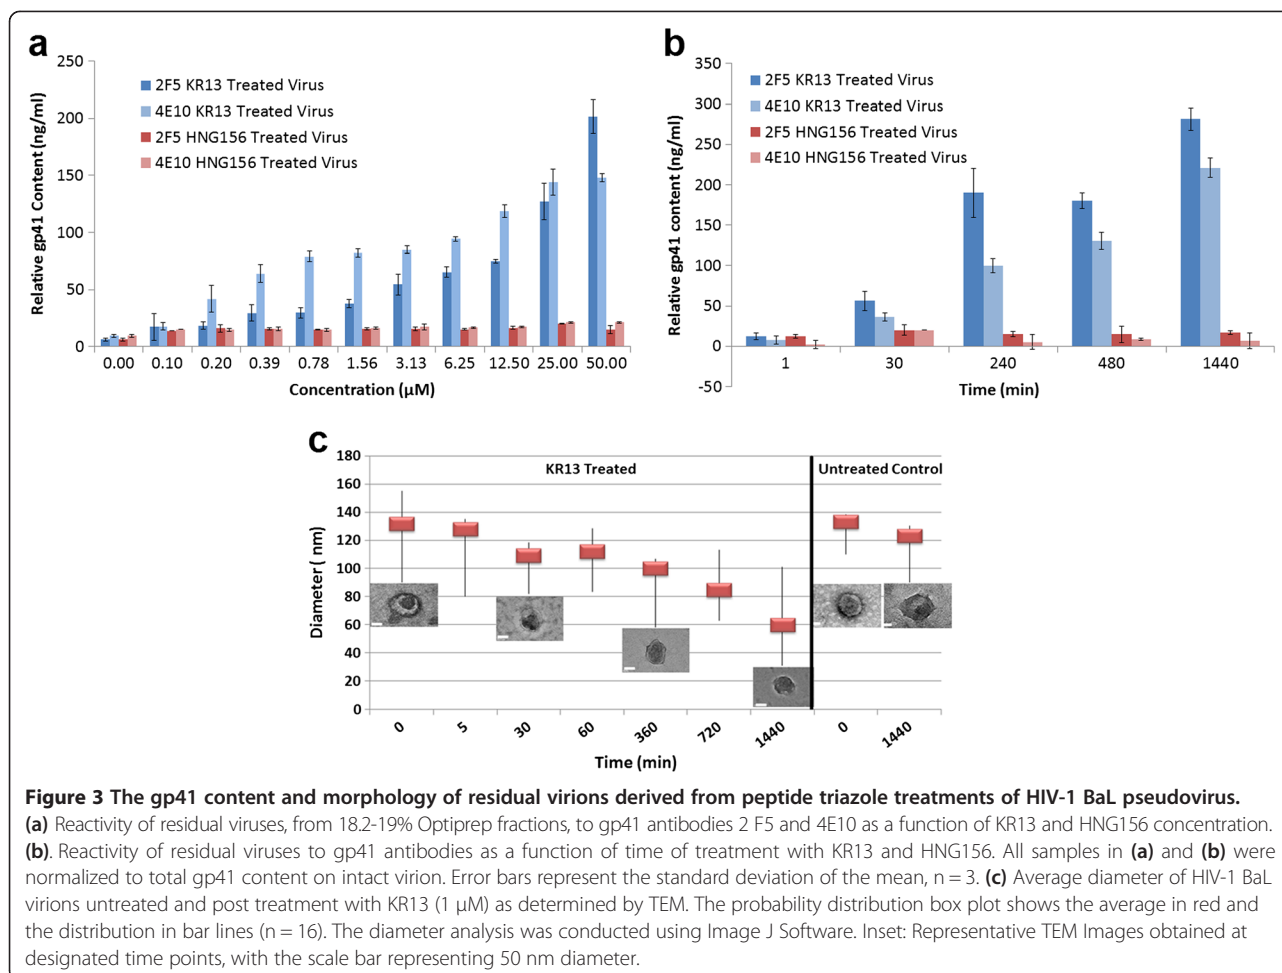 a
250
200
150
100
50
0
Relative gp41 Content (ng/ml)
2F5 KR13 Treated Virus
4E10 KR13 Treated Virus
2F5 HNG156 Treated Virus
4E10 HNG156 Treated Virus
0.00 0.10 0.20 0.39 0.78 1.56 3.13 6.25 12.50 25.00 50.00
Concentration (µM)
b
350
300
250
200
150
100
50
0
-50
Relative gp41 content (ng/ml)
2F5 KR13 Treated Virus
4E10 KR13 Treated Virus
2F5 HNG156 Treated Virus
4E10 HNG156 Treated Virus
1 30 240 480 1440
Time (min)
c
180
160
140
120
100
80
60
40
20
0
Diameter ( nm)
KR13 Treated
Untreated Control
0 5 30 60 360 720 1440 0 1440
Time (min)
Figure 3 The gp41 content and morphology of residual virions derived from peptide triazole treatments of HIV-1 BaL pseudovirus.
(a) Reactivity of residual viruses, from 18.2-19% Optiprep fractions, to gp41 antibodies 2 F5 and 4E10 as a function of KR13 and HNG156 concentration.
(b). Reactivity of residual viruses to gp41 antibodies as a function of time of treatment with KR13 and HNG156. All samples in (a) and (b) were
normalized to total gp41 content on intact virion. Error bars represent the standard deviation of the mean, n = 3. (c) Average diameter of HIV-1 BaL
virions untreated and post treatment with KR13 (1 μM) as determined by TEM. The probability distribution box plot shows the average in red and
the distribution in bar lines (n = 16). The diameter analysis was conducted using Image J Software. Inset: Representative TEM Images obtained at
designated time points, with the scale bar representing 50 nm diameter.